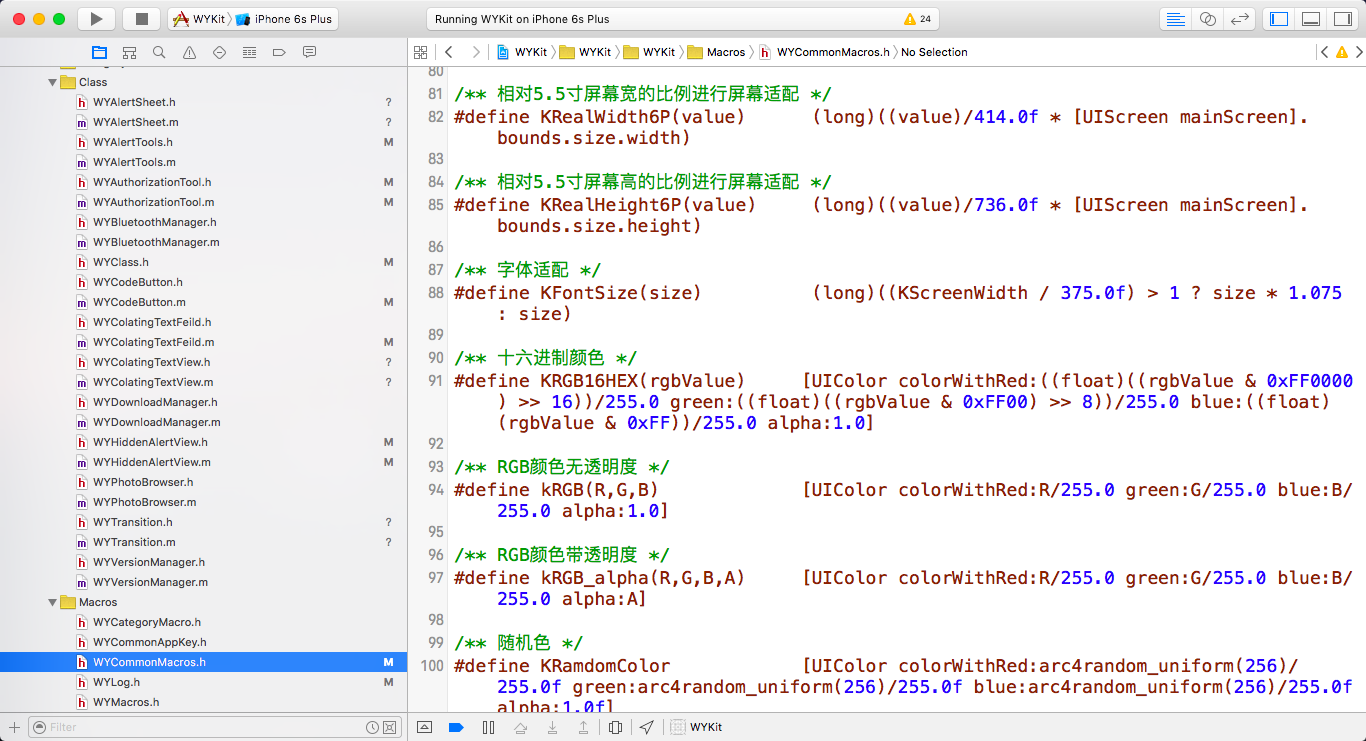 WYKit
iPhone 6s Plus
Running WYKit on iPhone 6s Plus
24
WYKit
WYKit
WYKit
Macros
WYCommonMacros.h
No Selection
Class
WYAlertSheet.h ?
WYAlertSheet.m ?
WYAlertTools.h M
WYAlertTools.m
WYAuthorizationTool.h M
WYAuthorizationTool.m M
WYBluetoothManager.h
WYBluetoothManager.m
WYClass.h M
WYCodeButton.h
WYCodeButton.m M
WYColatingTextFeild.h
WYColatingTextFeild.m M
WYColatingTextView.h ?
WYColatingTextView.m ?
WYDownloadManager.h
WYDownloadManager.m
WYHiddenAlertView.h M
WYHiddenAlertView.m M
WYPhotoBrowser.h
WYPhotoBrowser.m
WYTransition.h ?
WYTransition.m ?
WYVersionManager.h
WYVersionManager.m
Macros
WYCategoryMacro.h
WYCommonAppKey.h
WYCommonMacros.h M
WYLog.h M
WYMacros.h
Filter
80
81 /** 相对5.5寸屏幕宽的比例进行屏幕适配 */
82 #define KRealWidth6P(value) (long)((value)/414.0f * [UIScreen mainScreen].
bounds.size.width)
83
84 /** 相对5.5寸屏幕高的比例进行屏幕适配 */
85 #define KRealHeight6P(value) (long)((value)/736.0f * [UIScreen mainScreen].
bounds.size.height)
86
87 /** 字体适配 */
88 #define KFontSize(size) (long)((KScreenWidth / 375.0f) > 1 ? size * 1.075
: size)
89
90 /** 十六进制颜色 */
91 #define KRGB16HEX(rgbValue) [UIColor colorWithRed:((float)((rgbValue & 0xFF0000
) >> 16))/255.0 green:((float)((rgbValue & 0xFF00) >> 8))/255.0 blue:((float)
(rgbValue & 0xFF))/255.0 alpha:1.0]
92
93 /** RGB颜色无透明度 */
94 #define kRGB(R,G,B) [UIColor colorWithRed:R/255.0 green:G/255.0 blue:B/
255.0 alpha:1.0]
95
96 /** RGB颜色带透明度 */
97 #define kRGB_alpha(R,G,B,A) [UIColor colorWithRed:R/255.0 green:G/255.0 blue:B/
255.0 alpha:A]
98
99 /** 随机色 */
100 #define KRamdomColor [UIColor colorWithRed:arc4random_uniform(256)/
255.0f green:arc4random_uniform(256)/255.0f blue:arc4random_uniform(256)/255.0f
alpha:1.0f]
WYKit